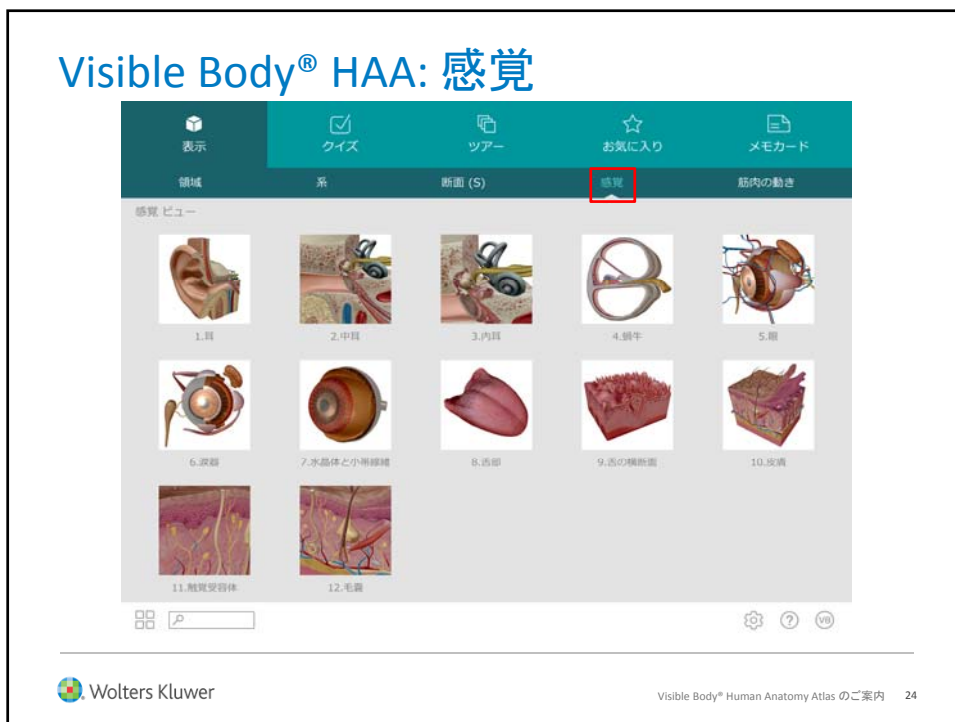 Visible Body® HAA: 感覚
表示
クイズ
ツアー
お気に入り
メモカード
領域
系
断面 (S)
感覚
筋肉の動き
感覚 ビュー
1.耳
2.中耳
3.内耳
4.蝸牛
5.眼
6.涙器
7.水晶体と小帯線維
8.舌部
9.舌の横断面
10.皮膚
11.触覚受容体
12.毛嚢
?
VB
Wolters Kluwer
Visible Body® Human Anatomy Atlas のご案内 24